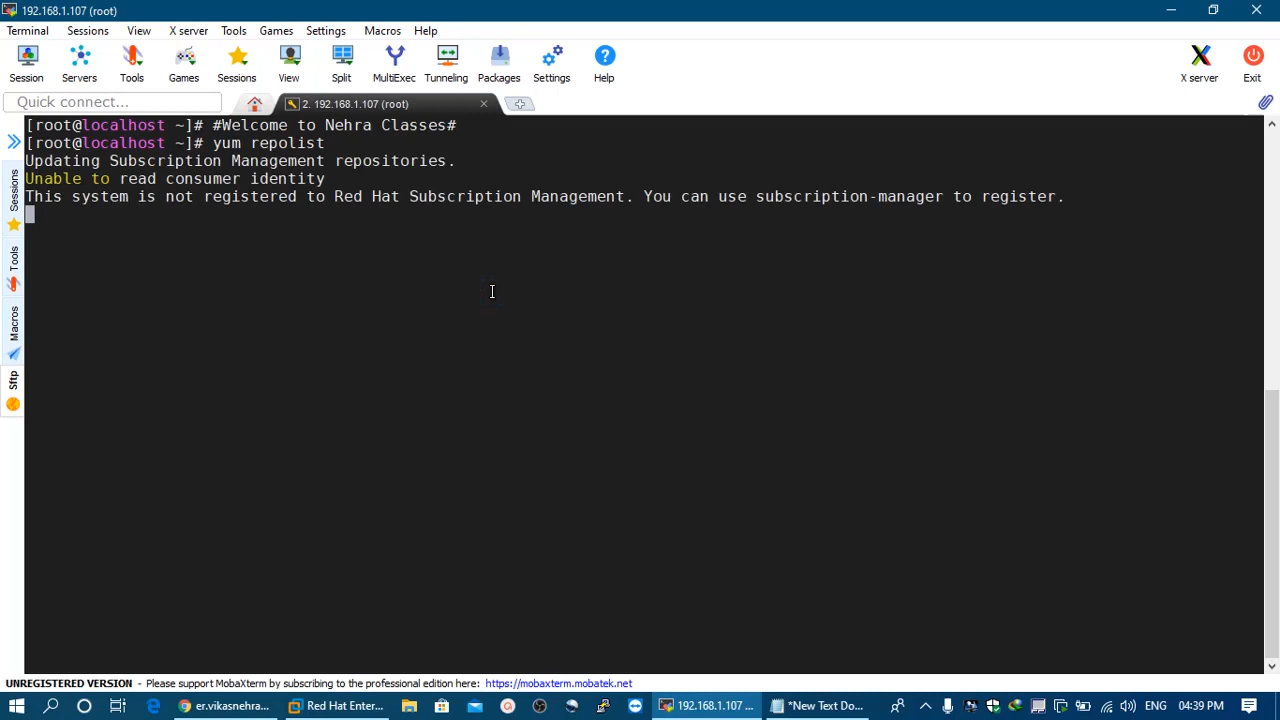 192.168.1.107 (root)
Terminal Sessions View X server Tools Games Settings Macros Help
Session Servers Tools Games Sessions View Split MultiExec Tunneling Packages Settings Help X server Exit
Quick connect... 2. 192.168.1.107 (root)
[root@localhost ~]# #Welcome to Nehra Classes#
[root@localhost ~]# yum repolist
Updating Subscription Management repositories.
Unable to read consumer identity
This system is not registered to Red Hat Subscription Management. You can use subscription-manager to register.
Sessions
Tools
Macros
Sftp
UNREGISTERED VERSION - Please support MobaXterm by subscribing to the professional edition here: https://mobaxterm.mobatek.net
er.vikasnehra... Red Hat Enter... 192.168.1.107 ... *New Text Do... ENG 04:39 PM